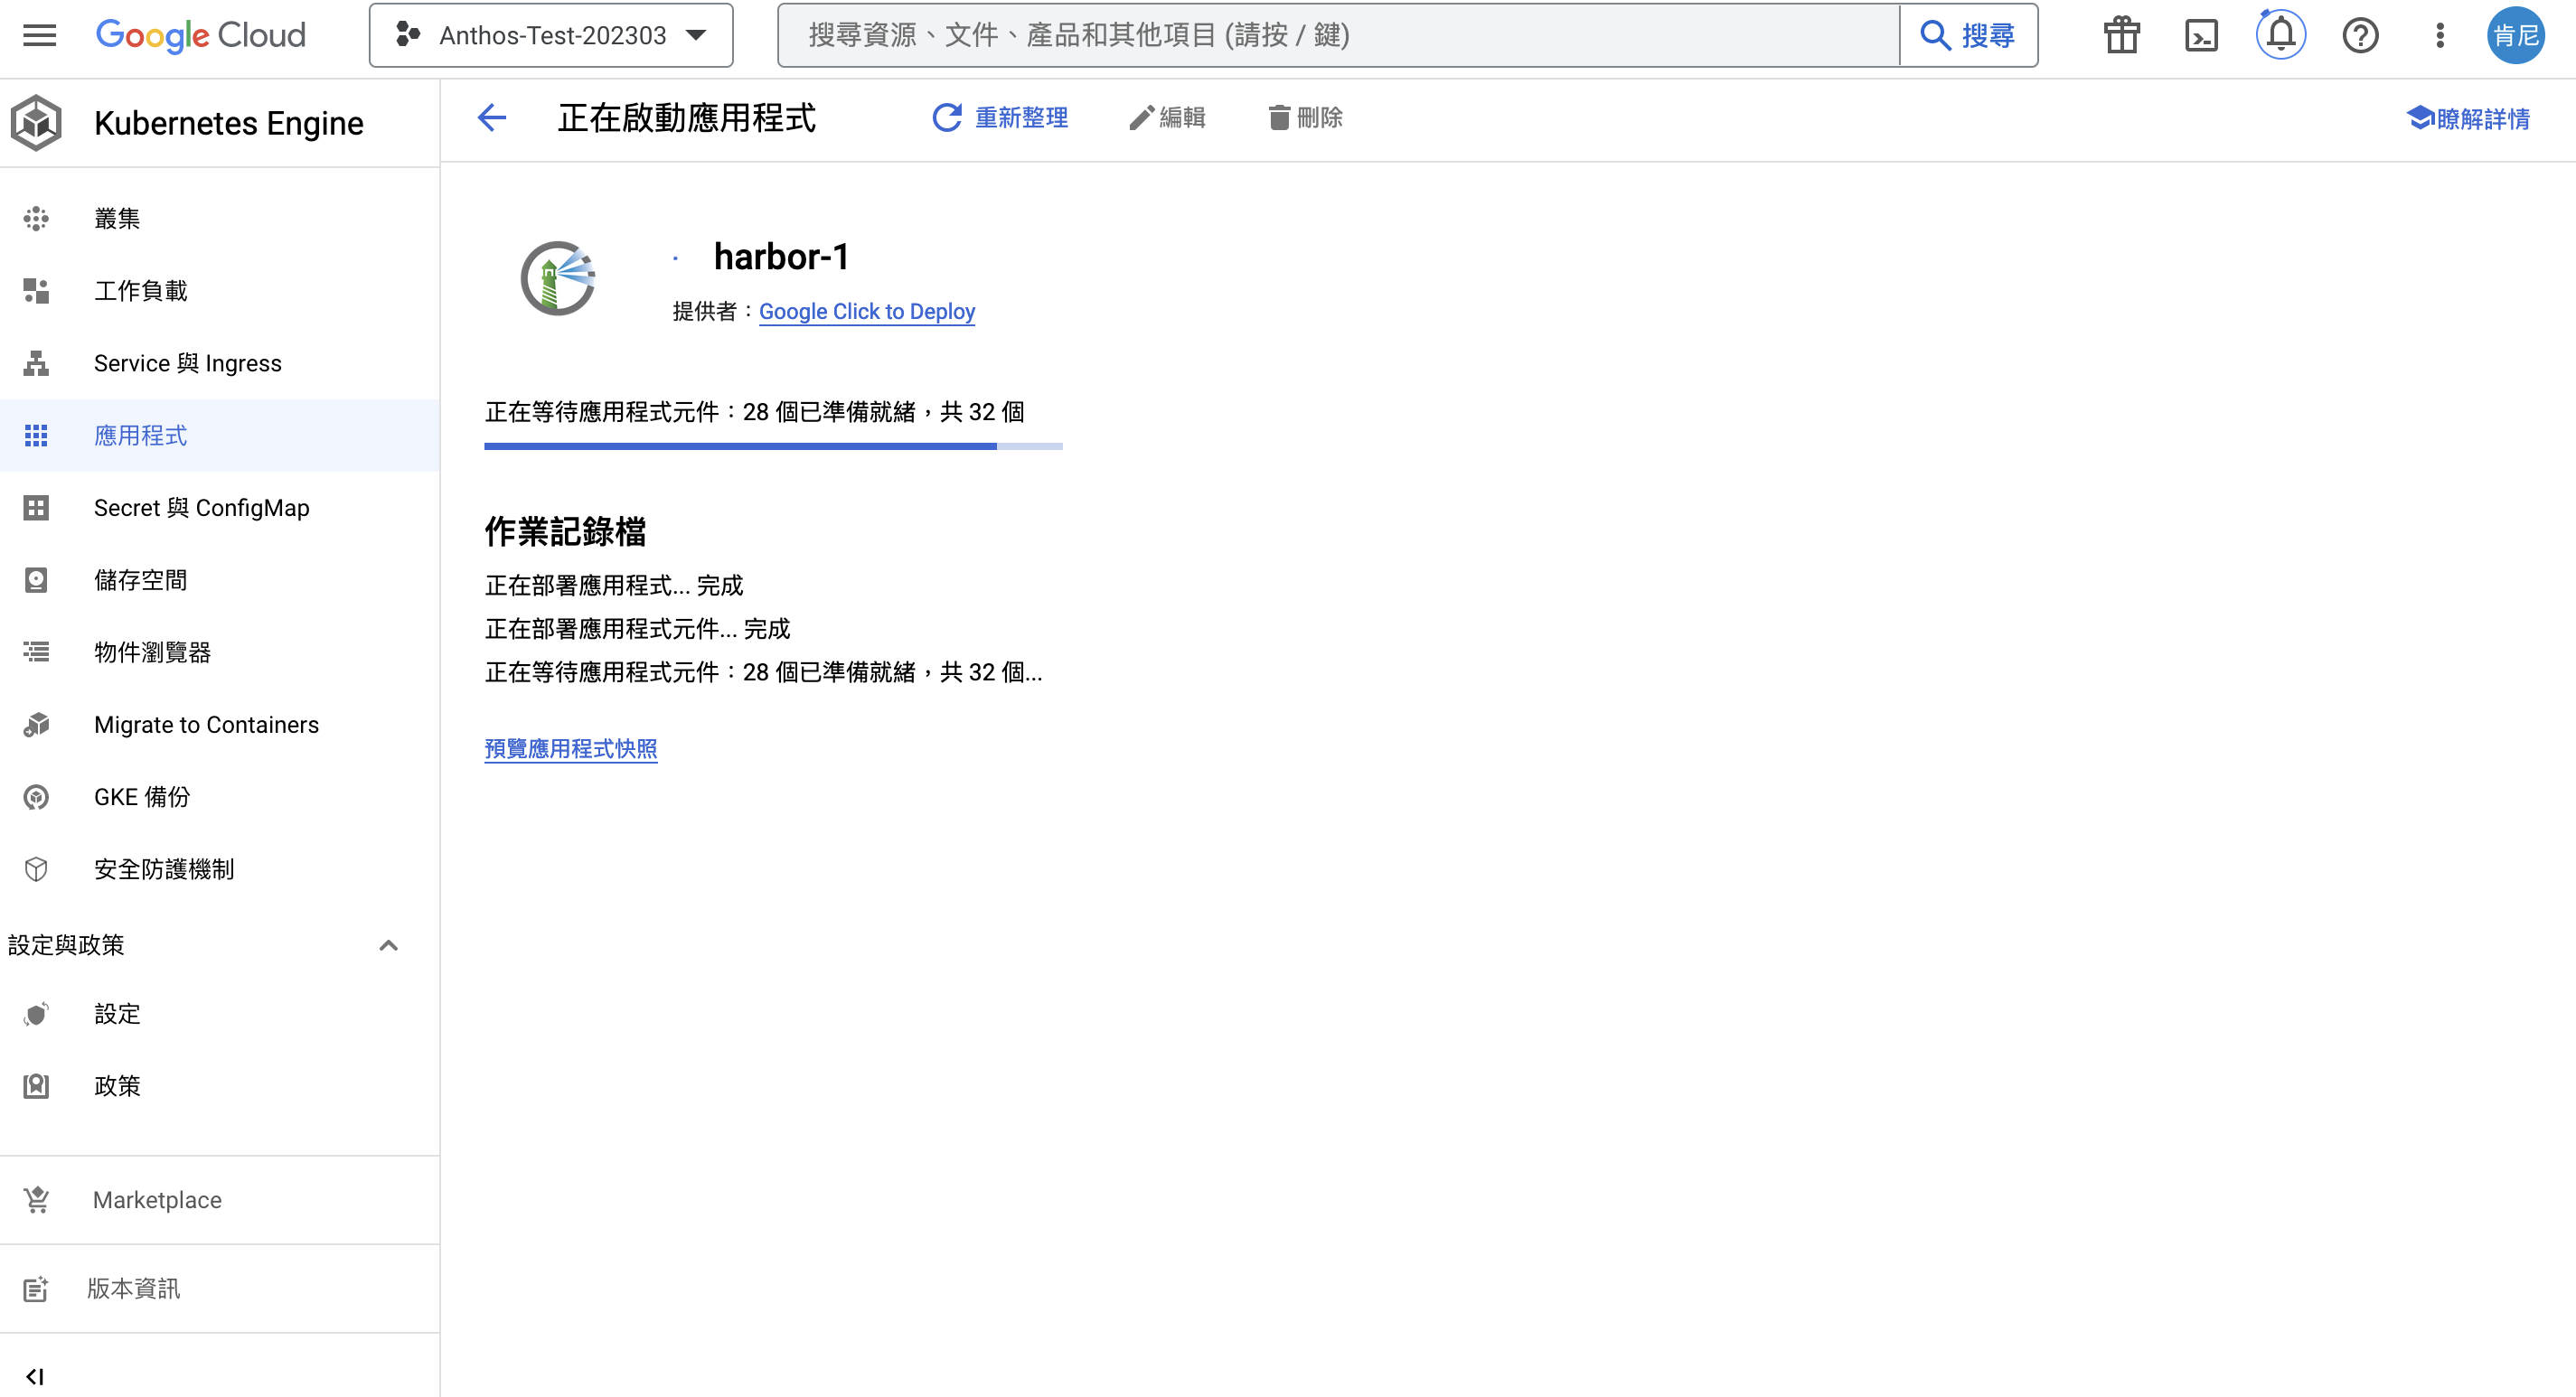 Google Cloud
Anthos-Test-202303
搜尋資源、文件、產品和其他項目 (請按 / 鍵)
搜尋
肯尼
Kubernetes Engine
正在啟動應用程式
重新整理
編輯
刪除
瞭解詳情
叢集
工作負載
Service 與 Ingress
應用程式
Secret 與 ConfigMap
儲存空間
物件瀏覽器
Migrate to Containers
GKE 備份
安全防護機制
設定與政策
設定
政策
Marketplace
版本資訊
harbor-1
提供者：Google Click to Deploy
正在等待應用程式元件：28 個已準備就緒，共 32 個
作業記錄檔
正在部署應用程式... 完成
正在部署應用程式元件... 完成
正在等待應用程式元件：28 個已準備就緒，共 32 個...
預覽應用程式快照